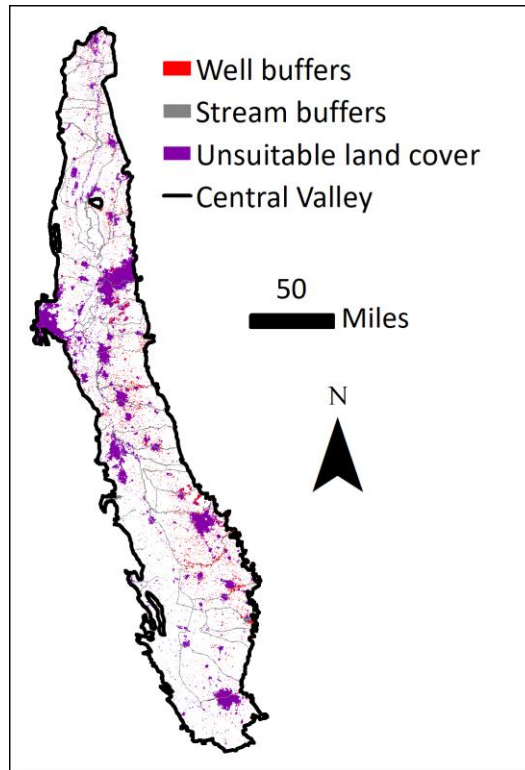 Well buffers
Stream buffers
Unsuitable land cover
Central Valley
50
Miles
N